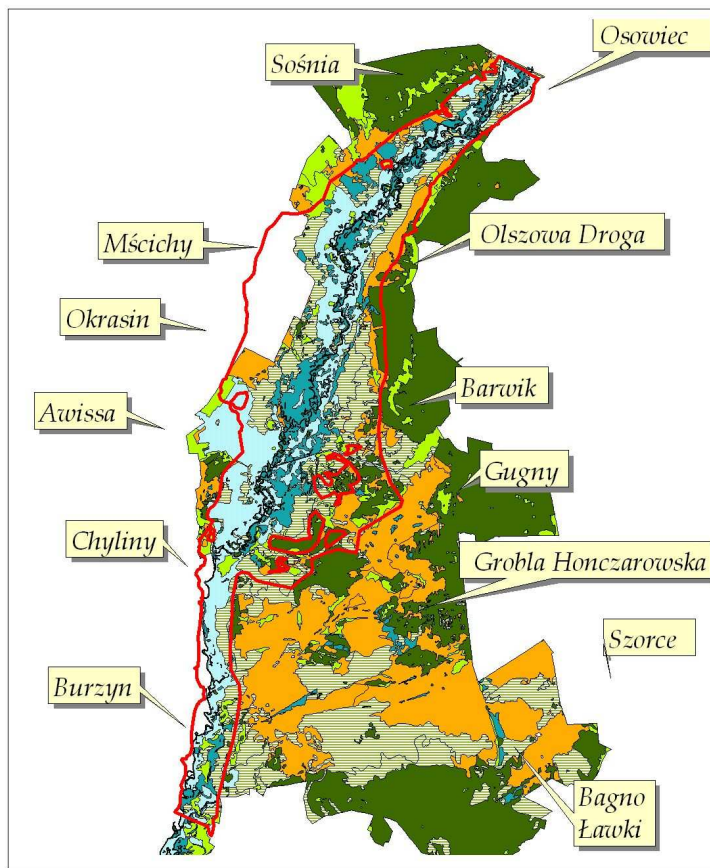 Osowiec
Sośnia
Mścichy
Olszowa Droga
Okrasin
Barwik
Awissa
Gugny
Chyliny
Grobla Honczarowska
Szorce
Burzyn
Bagno
Ławki